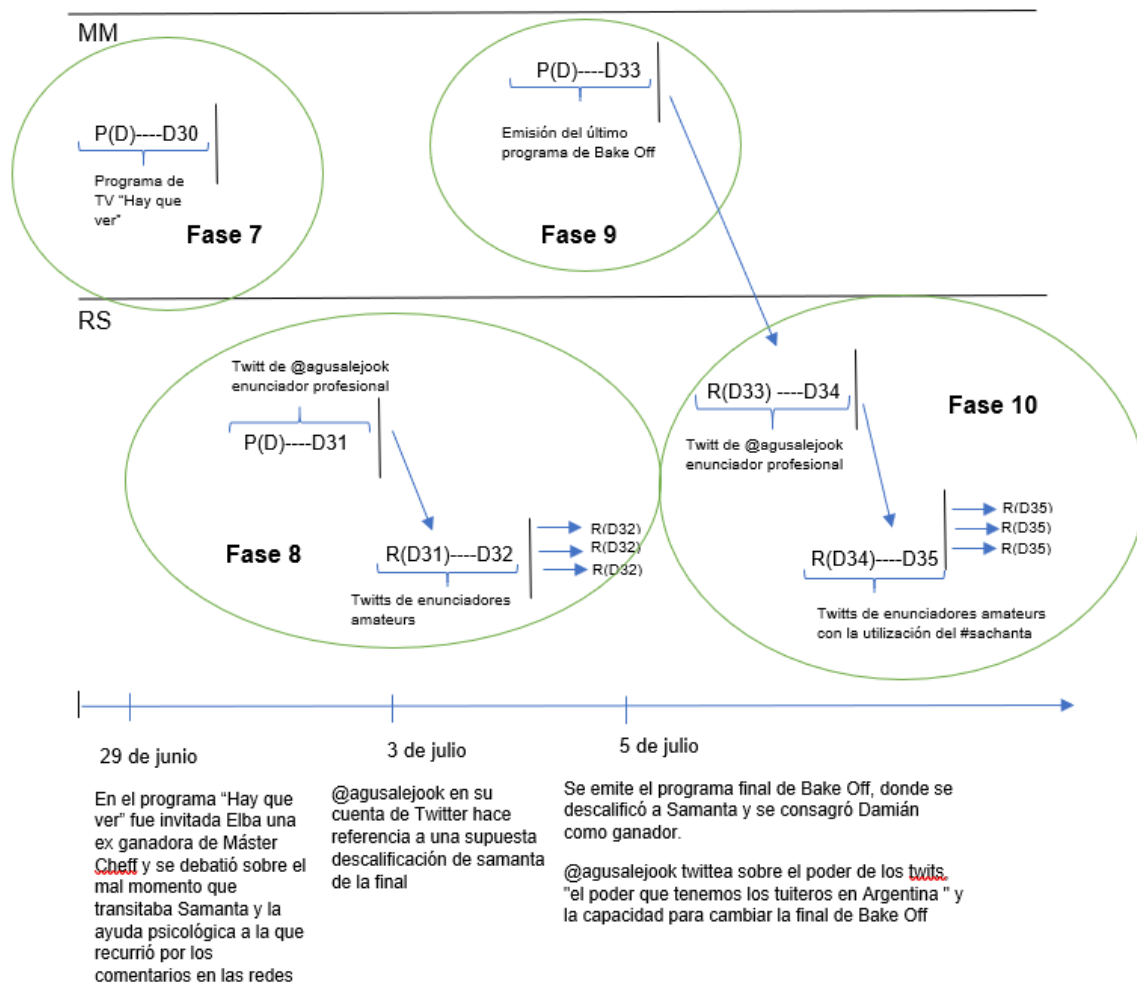 MM
P(D)----D30
Programa de
TV “Hay que
ver”
Fase 7
P(D)----D33
Emisión del último
programa de Bake Off
Fase 9
RS
Twitt de @agusalejook
enunciador profesional
P(D)----D31
Fase 8
R(D31)----D32
Twitts de enunciadores
amateurs
R(D32)
R(D32)
R(D32)
R(D33) ----D34
Twitt de @agusalejook
enunciador profesional
Fase 10
R(D34)----D35
Twitts de enunciadores amateurs
con la utilización del #sachanta
R(D35)
R(D35)
R(D35)
29 de junio
En el programa “Hay que
ver” fue invitada Elba una
ex ganadora de Máster
Cheff y se debatió sobre el
mal momento que
transitaba Samanta y la
ayuda psicológica a la que
recurrió por los
comentarios en las redes
3 de julio
@agusalejook en su
cuenta de Twitter hace
referencia a una supuesta
descalificación de samanta
de la final
5 de julio
Se emite el programa final de Bake Off, donde se
descalificó a Samanta y se consagró Damián
como ganador.
@agusalejook twittea sobre el poder de los twits
"el poder que tenemos los tuiteros en Argentina " y
la capacidad para cambiar la final de Bake Off